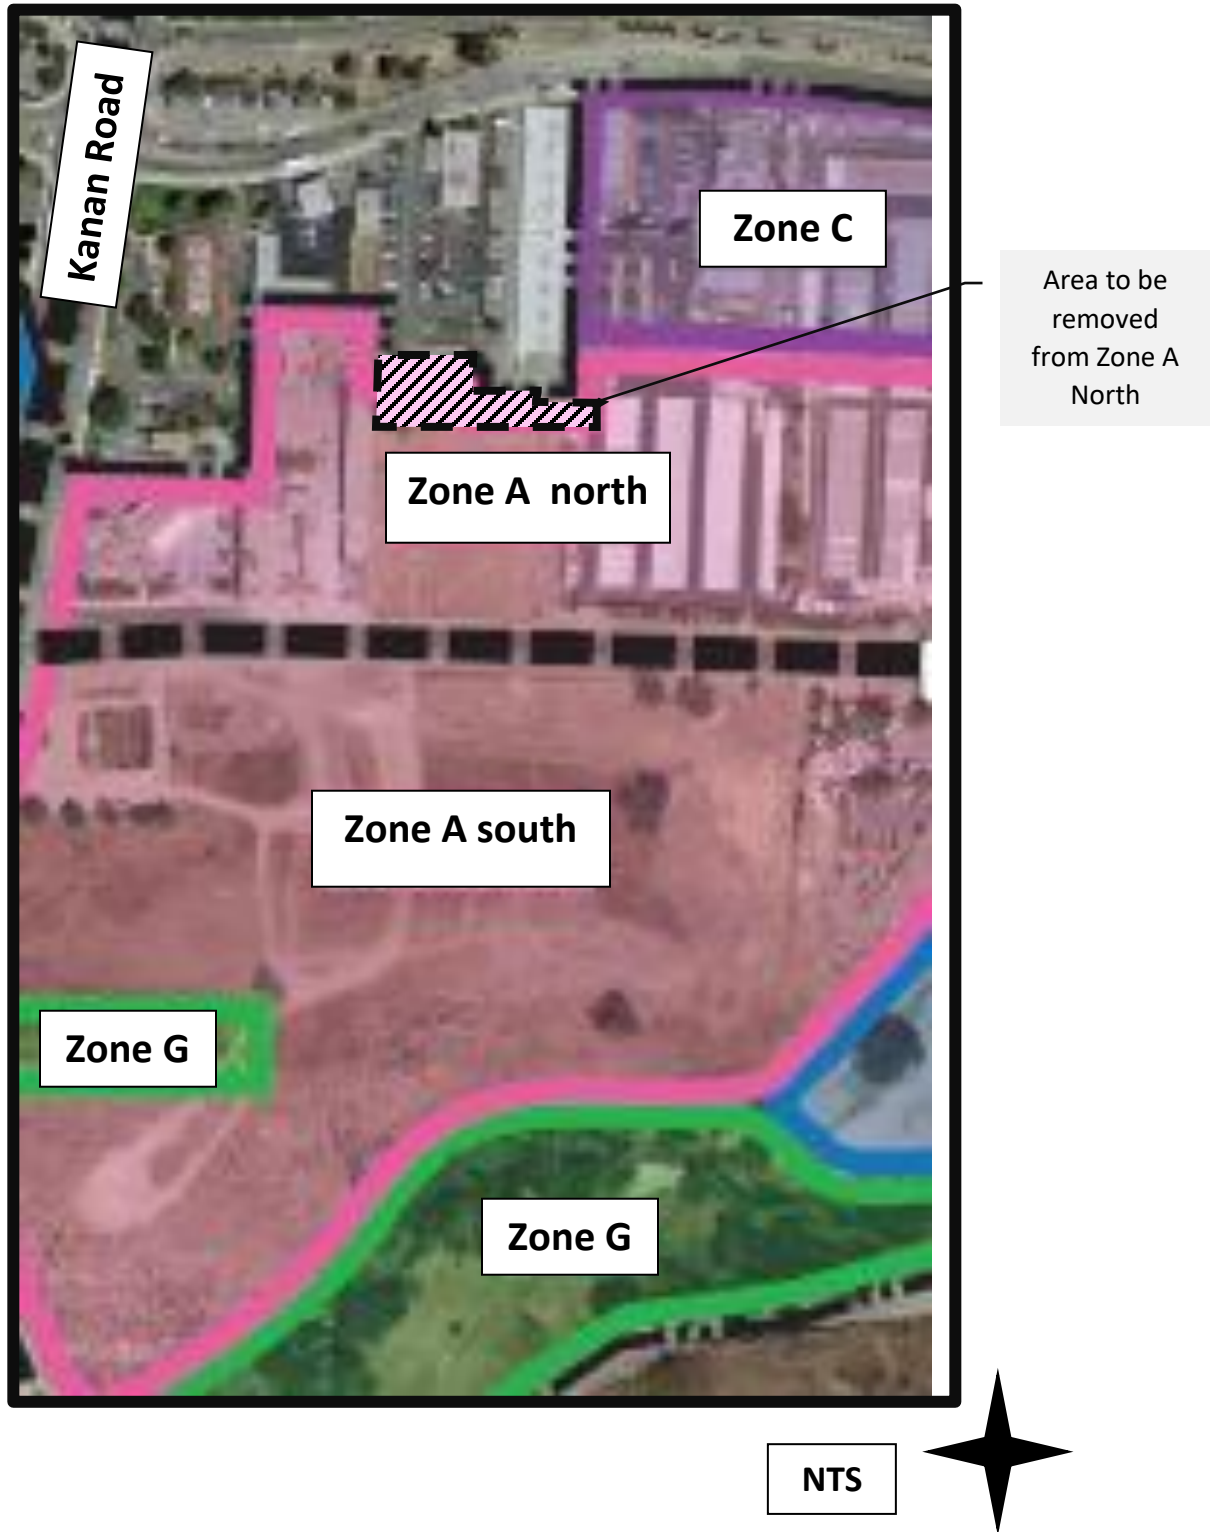 Kanan Road
Zone C
Area to be
removed
from Zone A
North
Zone A north
Zone A south
Zone G
Zone G
NTS